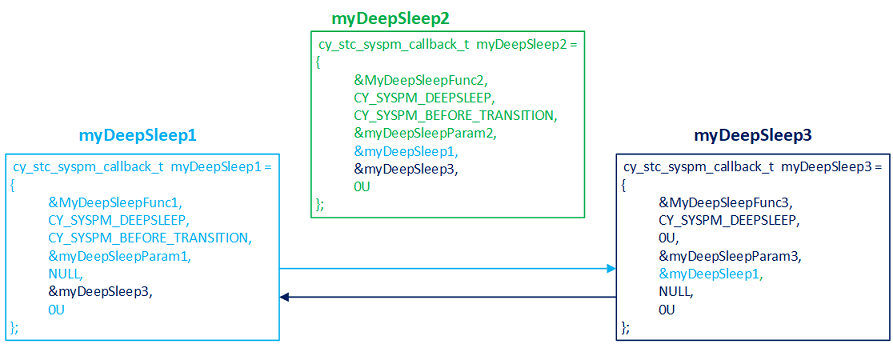 myDeepSleep2
cy_stc_syspm_callback_t myDeepSleep2 =
{
&MyDeepSleepFunc2,
CY_SYSPM_DEEPSLEEP,
CY_SYSPM_BEFORE_TRANSITION,
&myDeepSleepParam2,
&myDeepSleep1,
&myDeepSleep3,
0U
};
myDeepSleep1
cy_stc_syspm_callback_t myDeepSleep1 =
{
&MyDeepSleepFunc1,
CY_SYSPM_DEEPSLEEP,
CY_SYSPM_BEFORE_TRANSITION,
&myDeepSleepParam1,
NULL,
&myDeepSleep3,
0U
};
myDeepSleep3
cy_stc_syspm_callback_t myDeepSleep3 =
{
&MyDeepSleepFunc3,
CY_SYSPM_DEEPSLEEP,
0U,
&myDeepSleepParam3,
&myDeepSleep1,
NULL,
0U
};